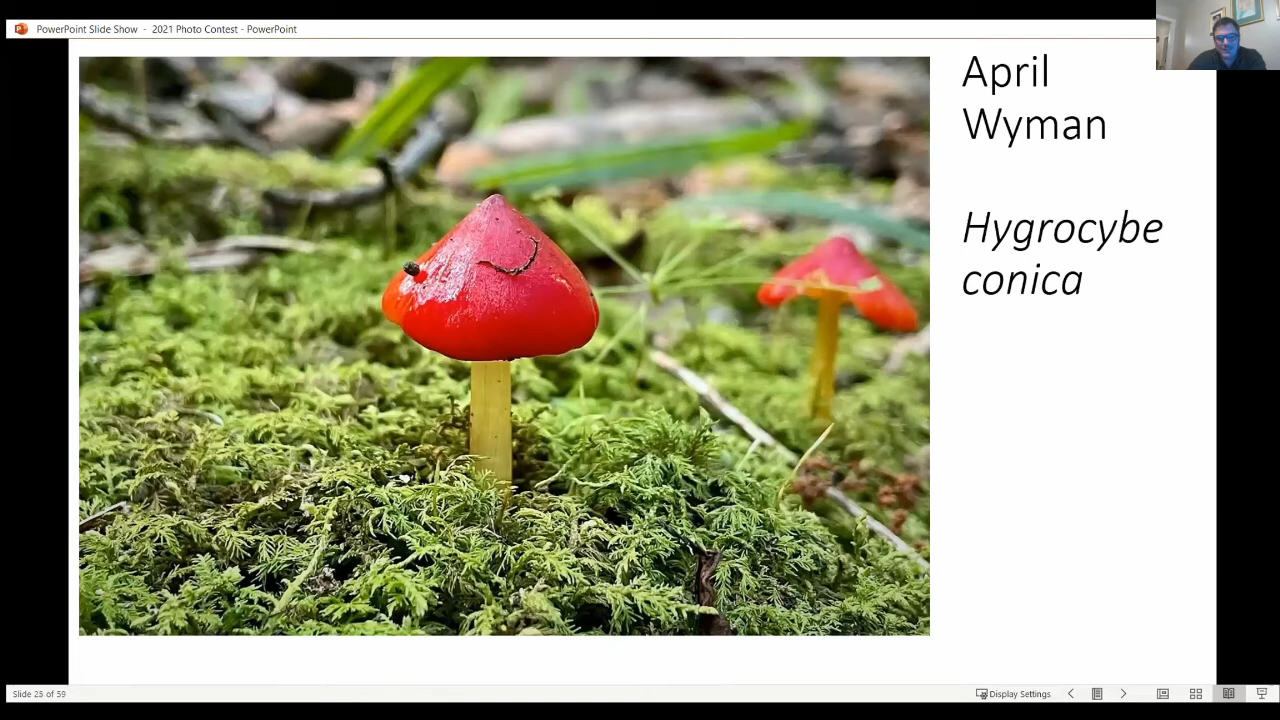 PowerPoint Slide Show - 2021 Photo Contest - PowerPoint
April
Wyman
Hygrocybe
conica
Slide 25 of 59
Display Settings